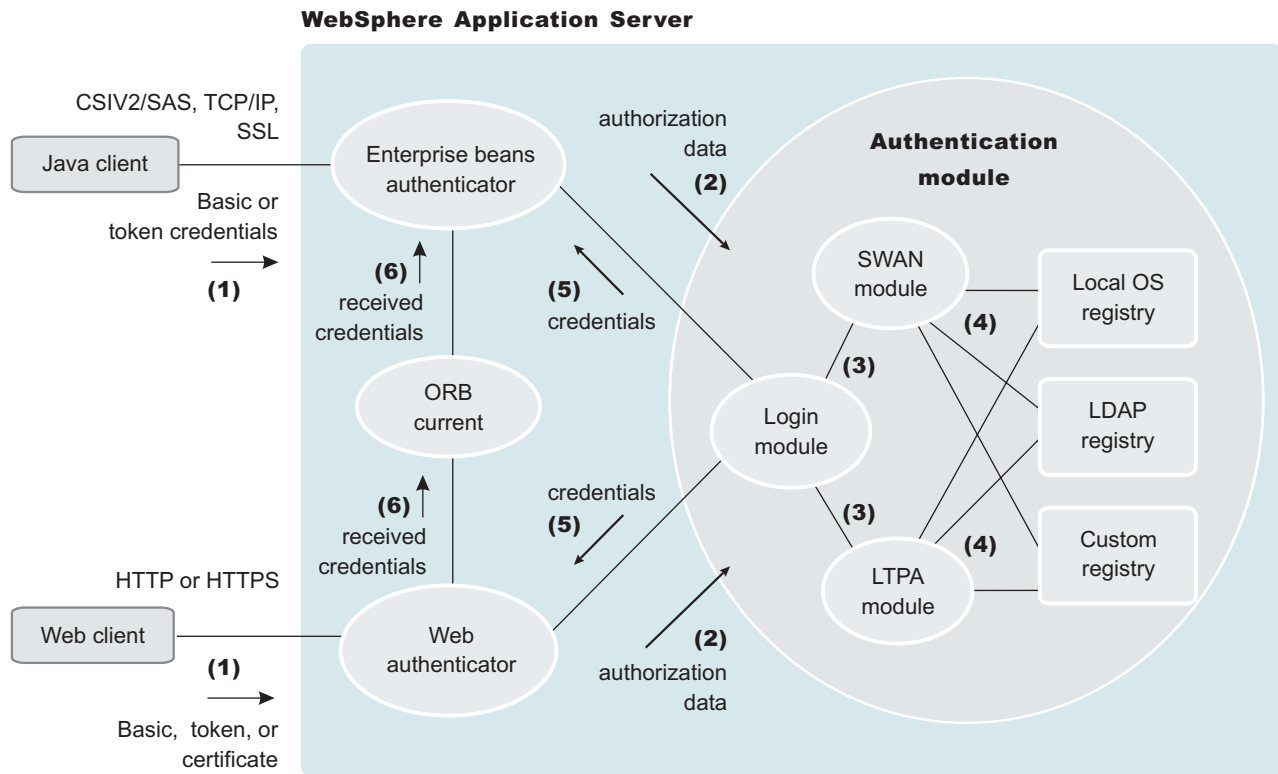 WebSphere Application Server
CSIV2/SAS, TCP/IP,
SSL
Java client
Basic or
token credentials
(1)
Enterprise beans
authenticator
authorization
data
(2)
Authentication
module
(6)
received
credentials
(5)
credentials
SWAN
module
Local OS
registry
(4)
(3)
ORB
current
Login
module
LDAP
registry
(6)
received
credentials
credentials
(5)
(3)
(4)
LTPA
module
Custom
registry
HTTP or HTTPS
Web client
(1)
Basic, token, or
certificate
Web
authenticator
(2)
authorization
data